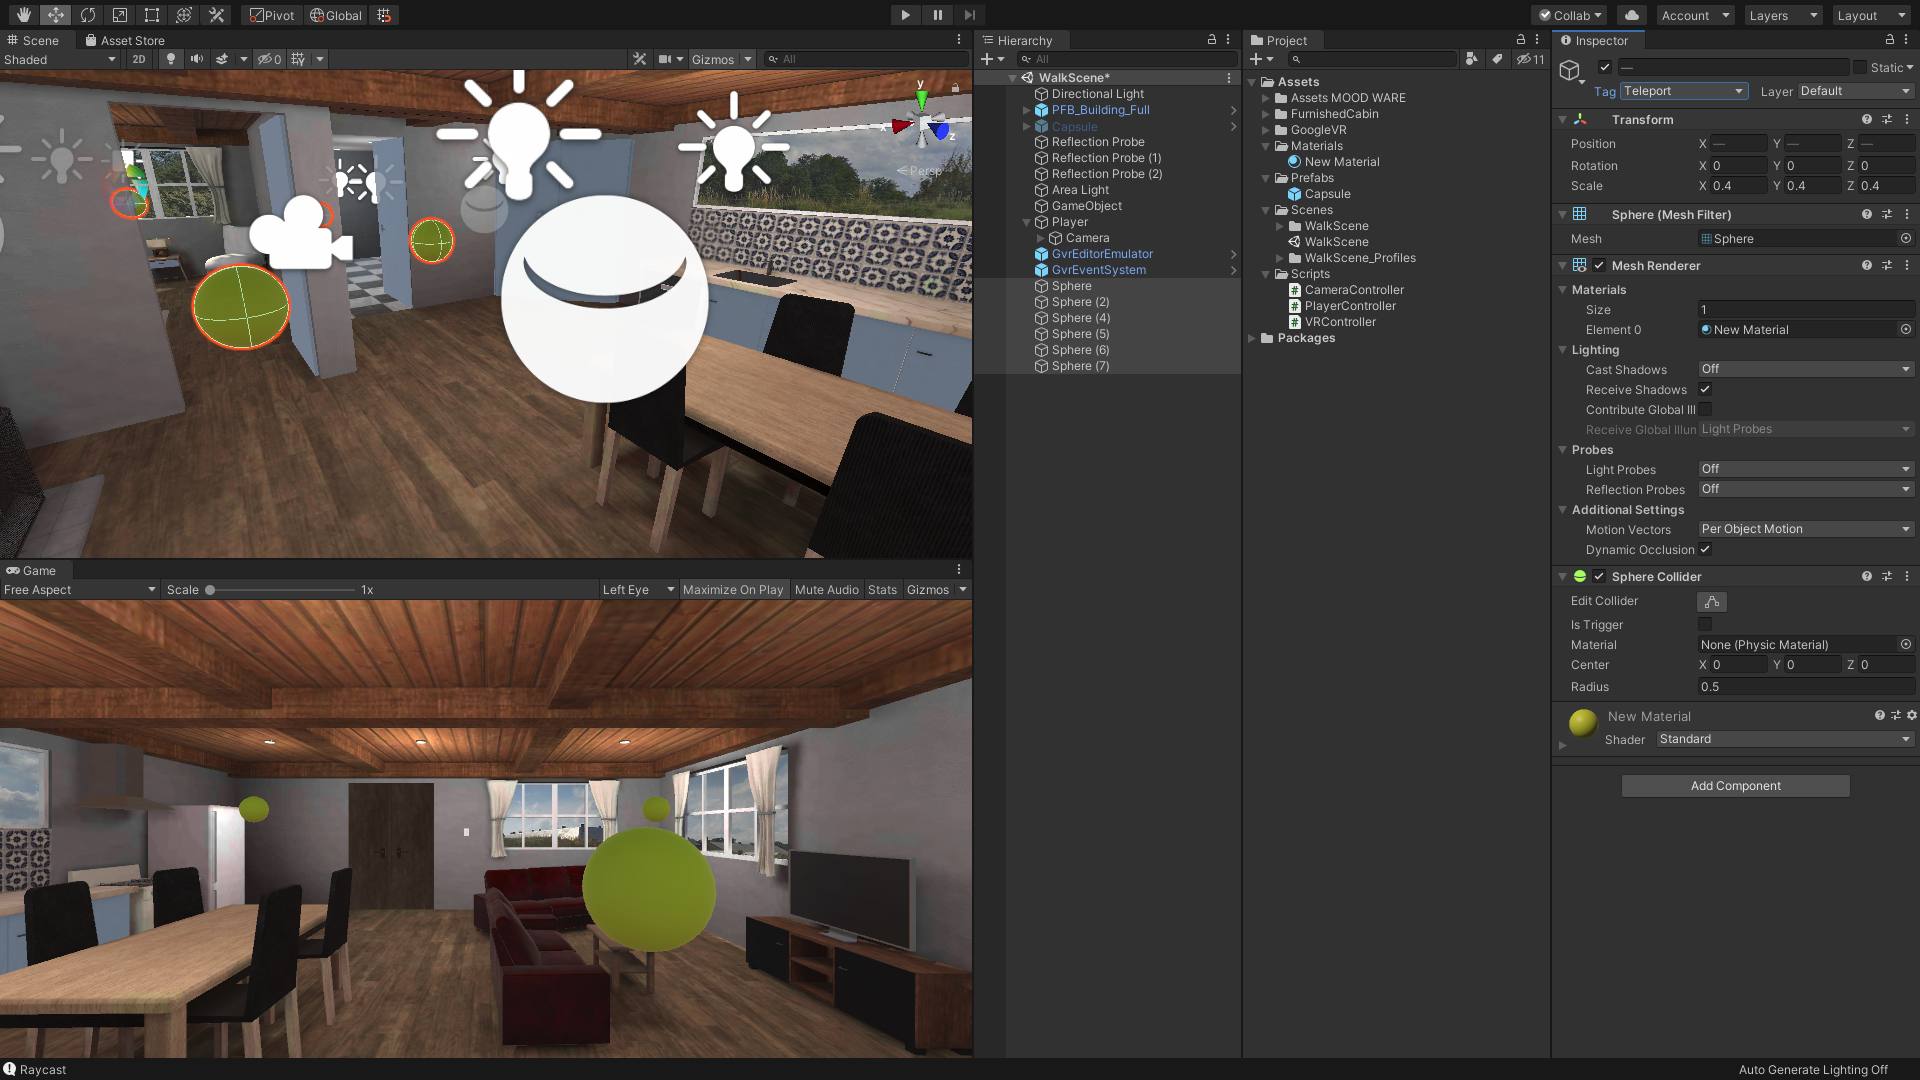 Pivot
Global
Collab
Account
Layers
Layout
Scene
Asset Store
Shaded
2D
0
Gizmos
All
y
x
z
Persp
Game
Free Aspect
Scale
1x
Left Eye
Maximize On Play
Mute Audio
Stats
Gizmos
Hierarchy
All
WalkScene*
Directional Light
PFB_Building_Full
Capsule
Reflection Probe
Reflection Probe (1)
Reflection Probe (2)
Area Light
GameObject
Player
Camera
GvrEditorEmulator
GvrEventSystem
Sphere
Sphere (2)
Sphere (4)
Sphere (5)
Sphere (6)
Sphere (7)
Project
11
Assets
Assets MOOD WARE
FurnishedCabin
GoogleVR
Materials
New Material
Prefabs
Capsule
Scenes
WalkScene
WalkScene
WalkScene_Profiles
Scripts
CameraController
PlayerController
VRController
Packages
Inspector
— Static
Tag Teleport Layer Default
Transform
Position X — Y — Z —
Rotation X 0 Y 0 Z 0
Scale X 0.4 Y 0.4 Z 0.4
Sphere (Mesh Filter)
Mesh Sphere
Mesh Renderer
Materials
Size 1
Element 0 New Material
Lighting
Cast Shadows Off
Receive Shadows
Contribute Global Ill
Receive Global Illun Light Probes
Probes
Light Probes Off
Reflection Probes Off
Additional Settings
Motion Vectors Per Object Motion
Dynamic Occlusion
Sphere Collider
Edit Collider
Is Trigger
Material None (Physic Material)
Center X 0 Y 0 Z 0
Radius 0.5
New Material
Shader Standard
Add Component
Raycast
Auto Generate Lighting Off